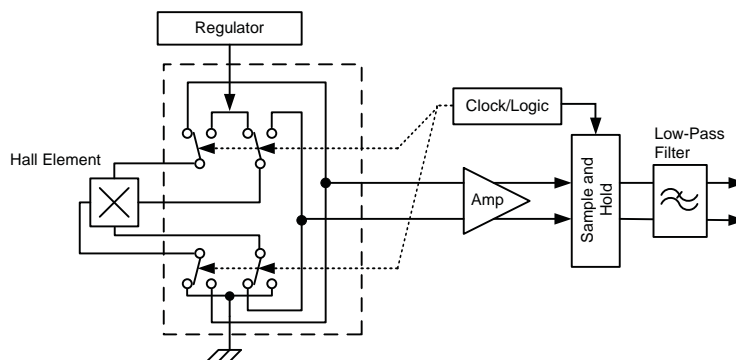 Regulator
Clock/Logic
Hall Element
Low-Pass
Filter
Amp
Sample and
Hold